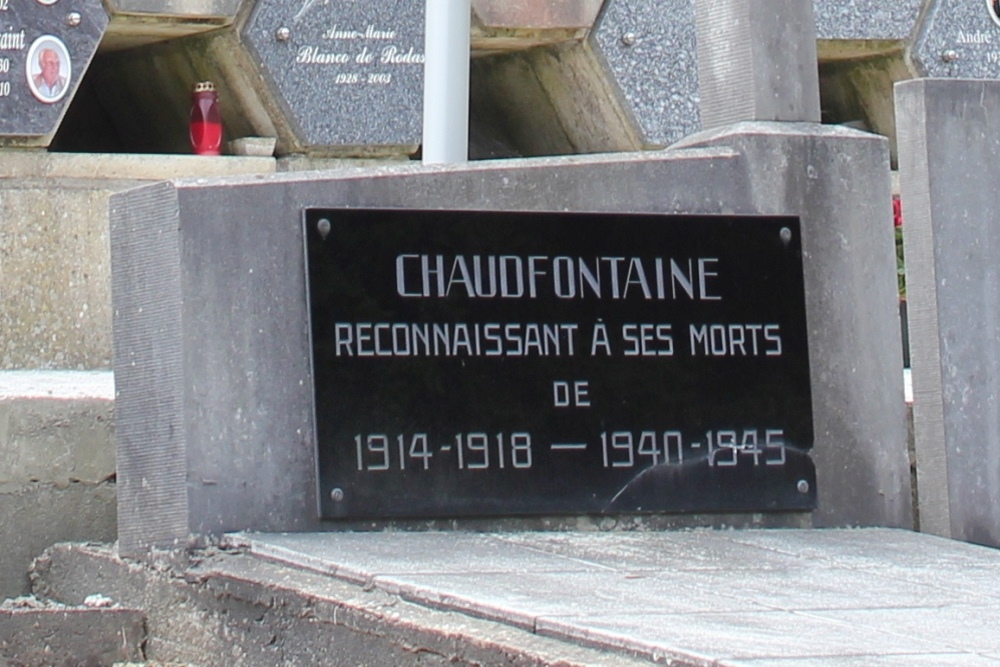 Anne-Marie
Blanco de Rodas
1928 - 2003
André
CHAUDFONTAINE
RECONNAISSANT À SES MORTS
DE
1914-1918 — 1940-1945